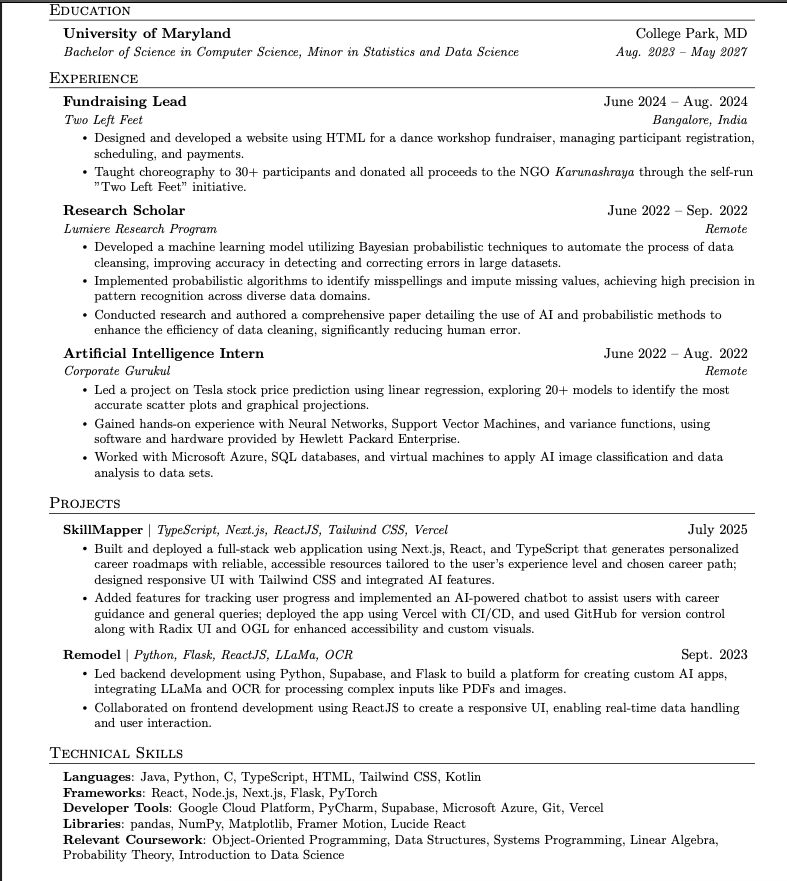 EDUCATION
University of Maryland College Park, MD
Bachelor of Science in Computer Science, Minor in Statistics and Data Science Aug. 2023 – May 2027
EXPERIENCE
Fundraising Lead June 2024 – Aug. 2024
Two Left Feet Bangalore, India
• Designed and developed a website using HTML for a dance workshop fundraiser, managing participant registration,
scheduling, and payments.
• Taught choreography to 30+ participants and donated all proceeds to the NGO Karunashraya through the self-run
”Two Left Feet” initiative.
Research Scholar June 2022 – Sep. 2022
Lumiere Research Program Remote
• Developed a machine learning model utilizing Bayesian probabilistic techniques to automate the process of data
cleansing, improving accuracy in detecting and correcting errors in large datasets.
• Implemented probabilistic algorithms to identify misspellings and impute missing values, achieving high precision in
pattern recognition across diverse data domains.
• Conducted research and authored a comprehensive paper detailing the use of AI and probabilistic methods to
enhance the efficiency of data cleaning, significantly reducing human error.
Artificial Intelligence Intern June 2022 – Aug. 2022
Corporate Gurukul Remote
• Led a project on Tesla stock price prediction using linear regression, exploring 20+ models to identify the most
accurate scatter plots and graphical projections.
• Gained hands-on experience with Neural Networks, Support Vector Machines, and variance functions, using
software and hardware provided by Hewlett Packard Enterprise.
• Worked with Microsoft Azure, SQL databases, and virtual machines to apply AI image classification and data
analysis to data sets.
PROJECTS
SkillMapper | TypeScript, Next.js, ReactJS, Tailwind CSS, Vercel July 2025
• Built and deployed a full-stack web application using Next.js, React, and TypeScript that generates personalized
career roadmaps with reliable, accessible resources tailored to the user's experience level and chosen career path;
designed responsive UI with Tailwind CSS and integrated AI features.
• Added features for tracking user progress and implemented an AI-powered chatbot to assist users with career
guidance and general queries; deployed the app using Vercel with CI/CD, and used GitHub for version control
along with Radix UI and OGL for enhanced accessibility and custom visuals.
Remodel | Python, Flask, ReactJS, LLaMa, OCR Sept. 2023
• Led backend development using Python, Supabase, and Flask to build a platform for creating custom AI apps,
integrating LLaMa and OCR for processing complex inputs like PDFs and images.
• Collaborated on frontend development using ReactJS to create a responsive UI, enabling real-time data handling
and user interaction.
TECHNICAL SKILLS
Languages: Java, Python, C, TypeScript, HTML, Tailwind CSS, Kotlin
Frameworks: React, Node.js, Next.js, Flask, PyTorch
Developer Tools: Google Cloud Platform, PyCharm, Supabase, Microsoft Azure, Git, Vercel
Libraries: pandas, NumPy, Matplotlib, Framer Motion, Lucide React
Relevant Coursework: Object-Oriented Programming, Data Structures, Systems Programming, Linear Algebra,
Probability Theory, Introduction to Data Science